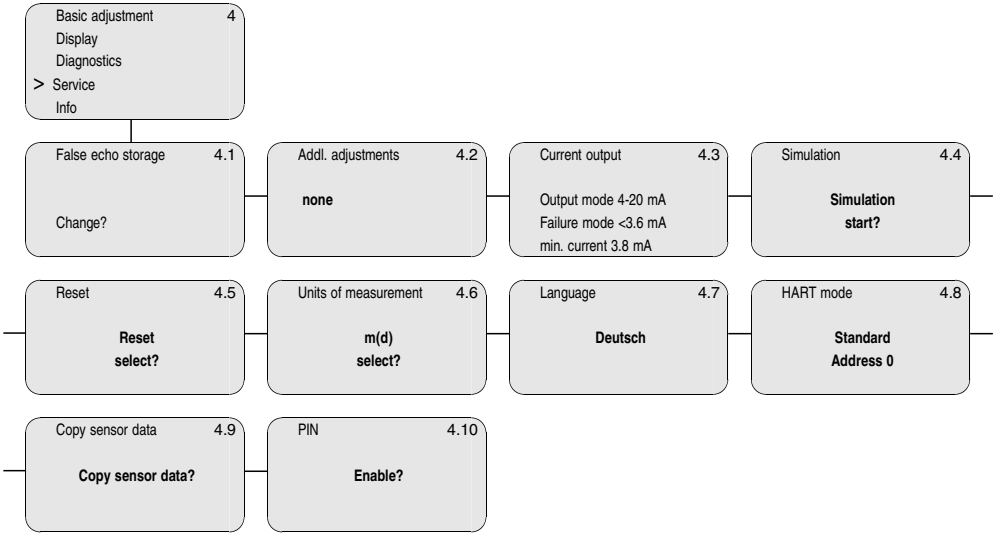 Basic adjustment 4
Display
Diagnostics
> Service
Info
False echo storage 4.1
Change?
Addl. adjustments 4.2
none
Current output 4.3
Output mode 4-20 mA
Failure mode <3.6 mA
min. current 3.8 mA
Simulation 4.4
Simulation
start?
Reset 4.5
Reset
select?
Units of measurement 4.6
m(d)
select?
Language 4.7
Deutsch
HART mode 4.8
Standard
Address 0
Copy sensor data 4.9
Copy sensor data?
PIN 4.10
Enable?